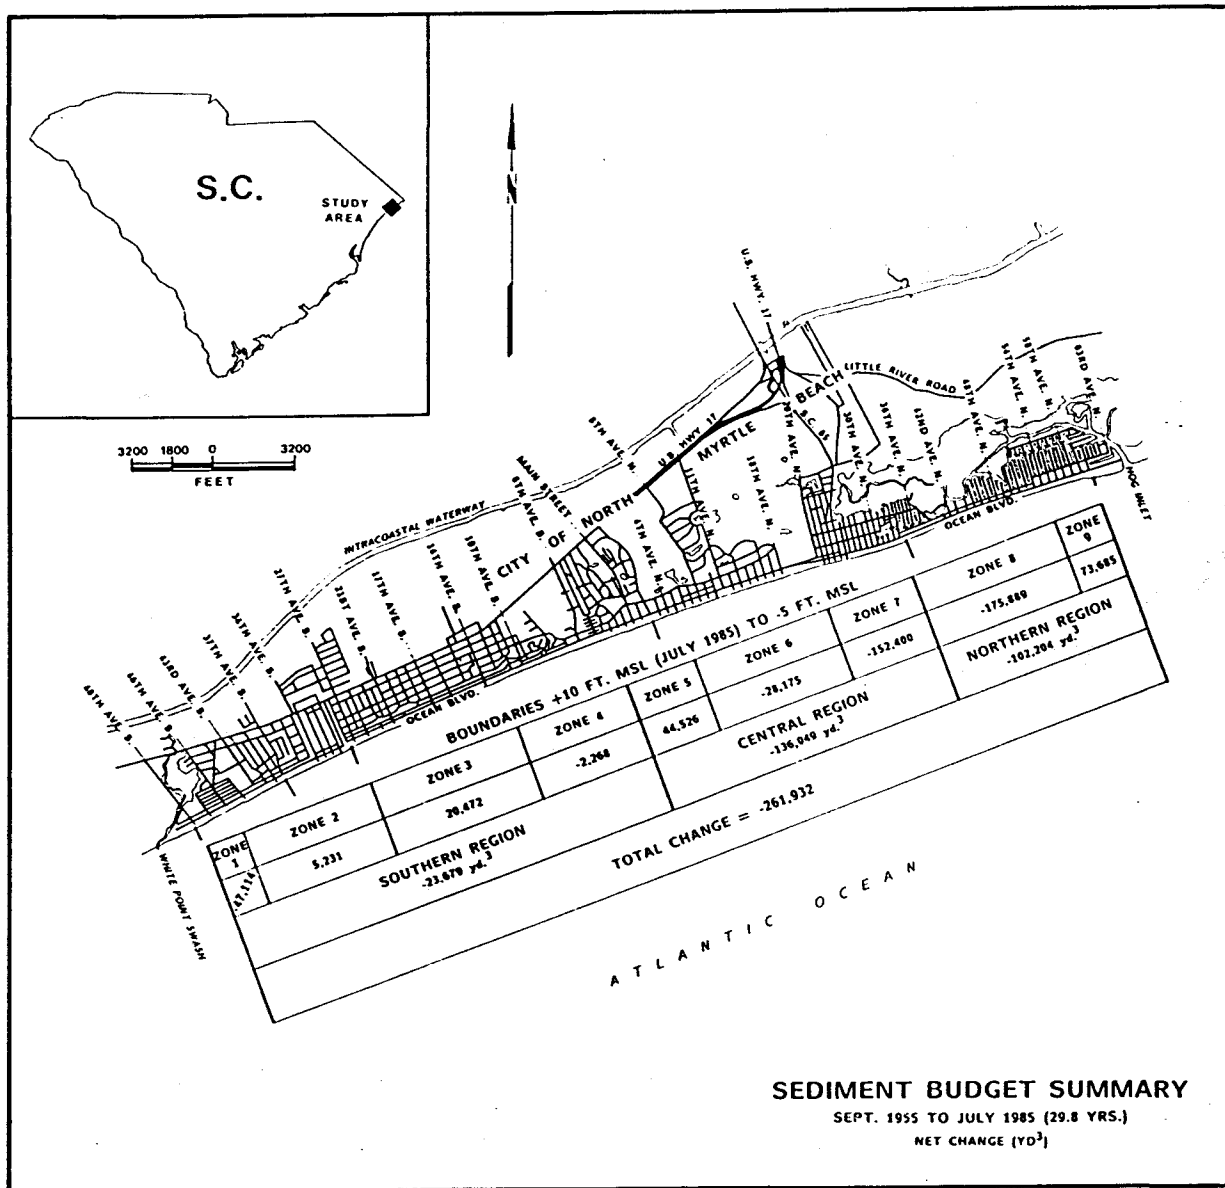 S.C.
STUDY
AREA
N
3200 1800 0 3200
FEET
U.S. HWY. 17
LITTLE RIVER ROAD
54TH AVE. N.
58TH AVE. N.
63RD AVE. N.
48TH AVE. N.
HOG INLET
8TH AVE. N.
U.S. HWY. 17
CITY OF NORTH MYRTLE BEACH
S.C. 65
28TH AVE. N.
30TH AVE. N.
36TH AVE. N.
42ND AVE. N.
11TH AVE. N.
18TH AVE. N.
6TH AVE. N.
MAIN STREET
6TH AVE. S.
10TH AVE. S.
16TH AVE. S.
17TH AVE. S.
21ST AVE. S.
27TH AVE. S.
34TH AVE. S.
37TH AVE. S.
43RD AVE. S.
46TH AVE. S.
48TH AVE. S.
INTRACOASTAL WATERWAY
OCEAN BLVD.
OCEAN BLVD.
WHITE POINT SWASH
BOUNDARIES +10 FT. MSL (JULY 1985) TO -5 FT. MSL
ZONE 1
-47,114
ZONE 2
5,231
ZONE 3
20,472
ZONE 4
-2,268
ZONE 5
44,526
ZONE 6
-28,175
ZONE 7
-152,400
ZONE 8
-175,889
ZONE 9
73,685
SOUTHERN REGION
-23,679 yd.³
CENTRAL REGION
-136,049 yd.³
NORTHERN REGION
-102,204 yd.³
TOTAL CHANGE = -261,932
ATLANTIC OCEAN
SEDIMENT BUDGET SUMMARY
SEPT. 1955 TO JULY 1985 (29.8 YRS.)
NET CHANGE (YD³)